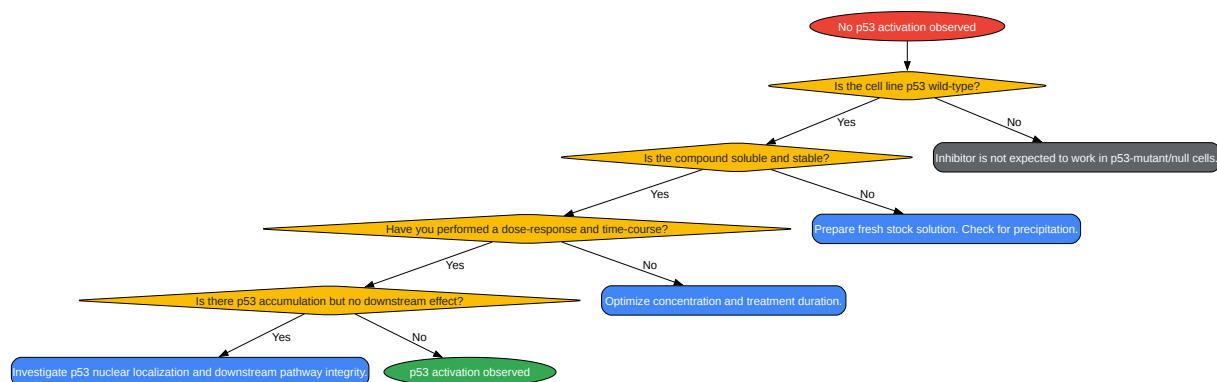 No p53 activation observed
Is the cell line p53 wild-type?
Yes
No
Is the compound soluble and stable?
Inhibitor is not expected to work in p53-mutant/null cells.
Yes
No
Have you performed a dose-response and time-course?
Prepare fresh stock solution. Check for precipitation.
Yes
No
Is there p53 accumulation but no downstream effect?
Optimize concentration and treatment duration.
Yes
No
Investigate p53 nuclear localization and downstream pathway integrity.
p53 activation observed